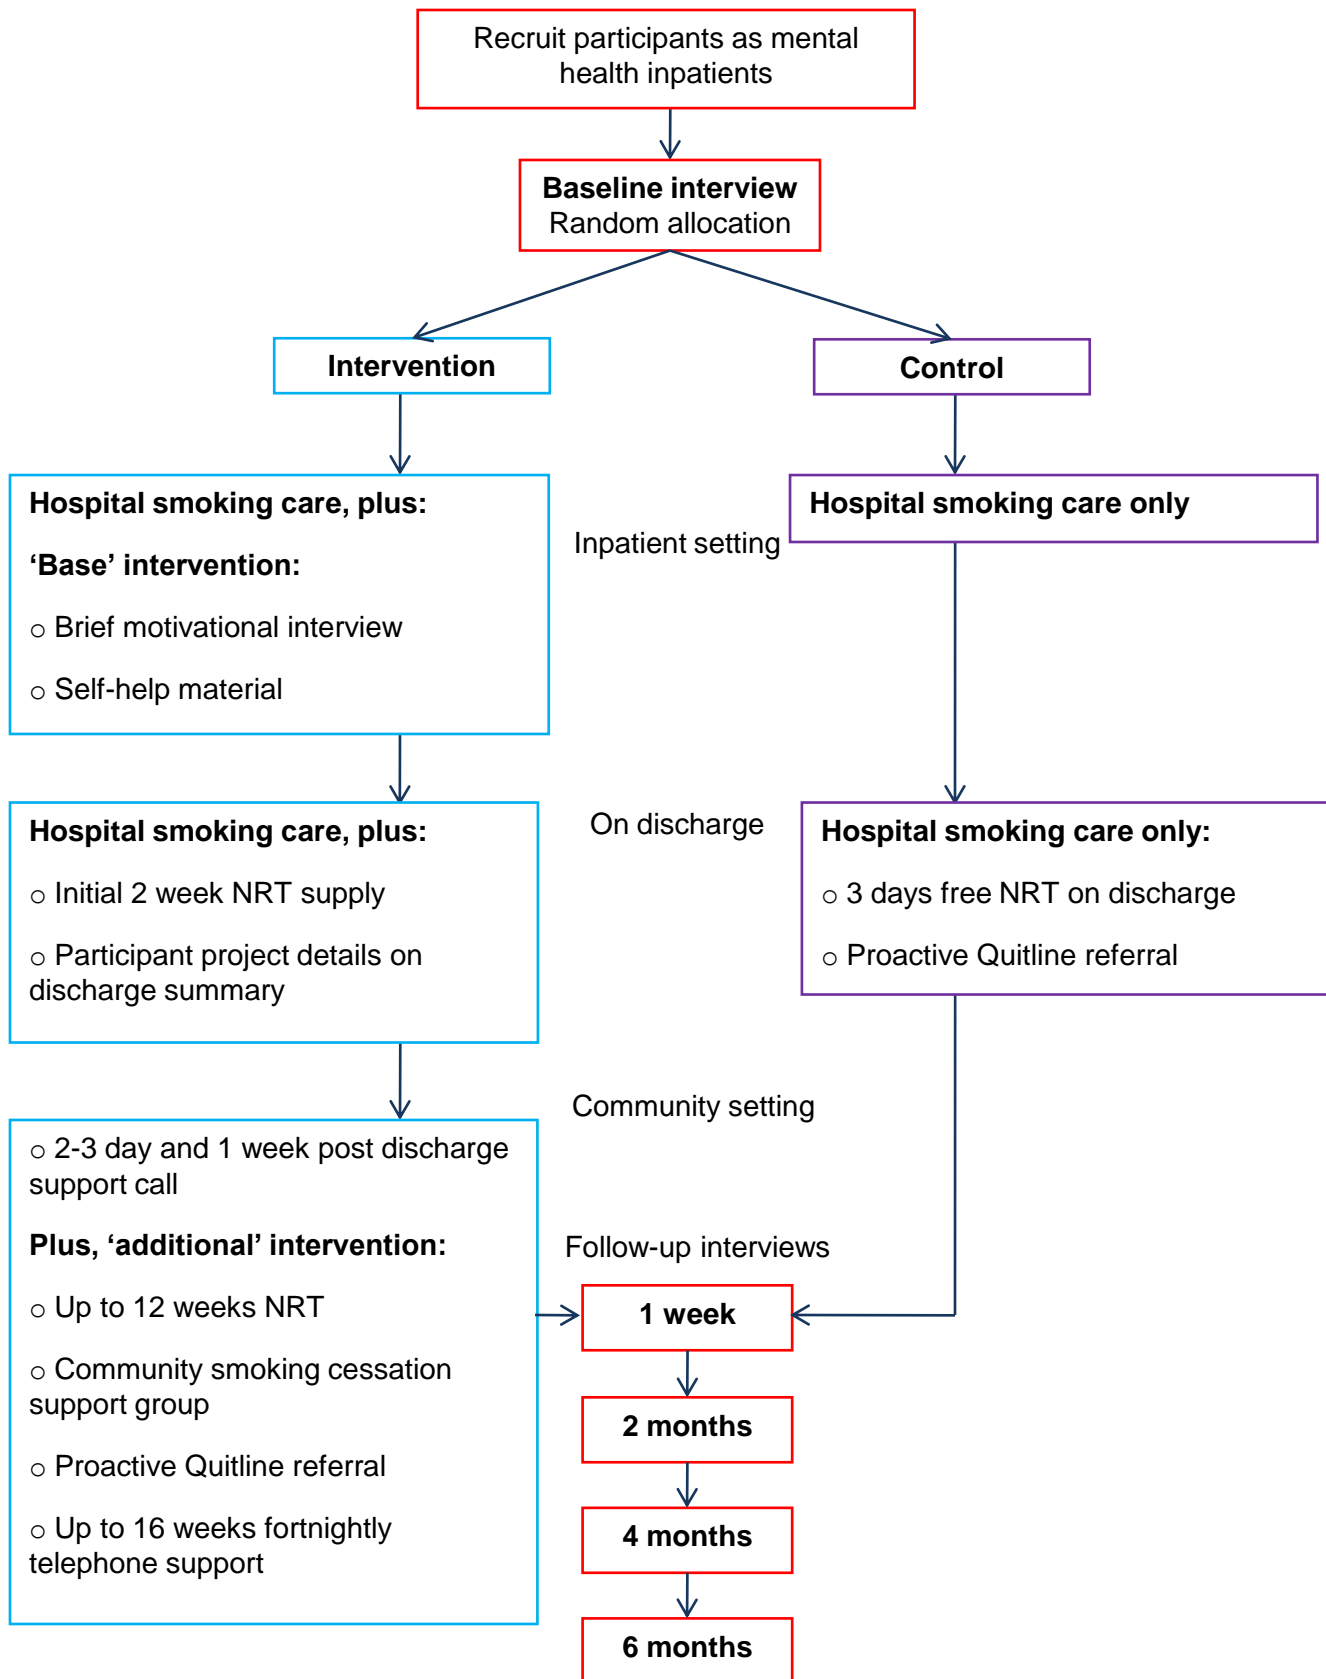 Recruit participants as mental
health inpatients
Baseline interview
Random allocation
Intervention
Control
Hospital smoking care, plus:
‘Base’ intervention:
o Brief motivational interview
o Self-help material
Inpatient setting
Hospital smoking care only
Hospital smoking care, plus:
o Initial 2 week NRT supply
o Participant project details on
discharge summary
On discharge
Hospital smoking care only:
o 3 days free NRT on discharge
o Proactive Quitline referral
Community setting
o 2-3 day and 1 week post discharge
support call
Plus, ‘additional’ intervention:
o Up to 12 weeks NRT
o Community smoking cessation
support group
o Proactive Quitline referral
o Up to 16 weeks fortnightly
telephone support
Follow-up interviews
1 week
2 months
4 months
6 months